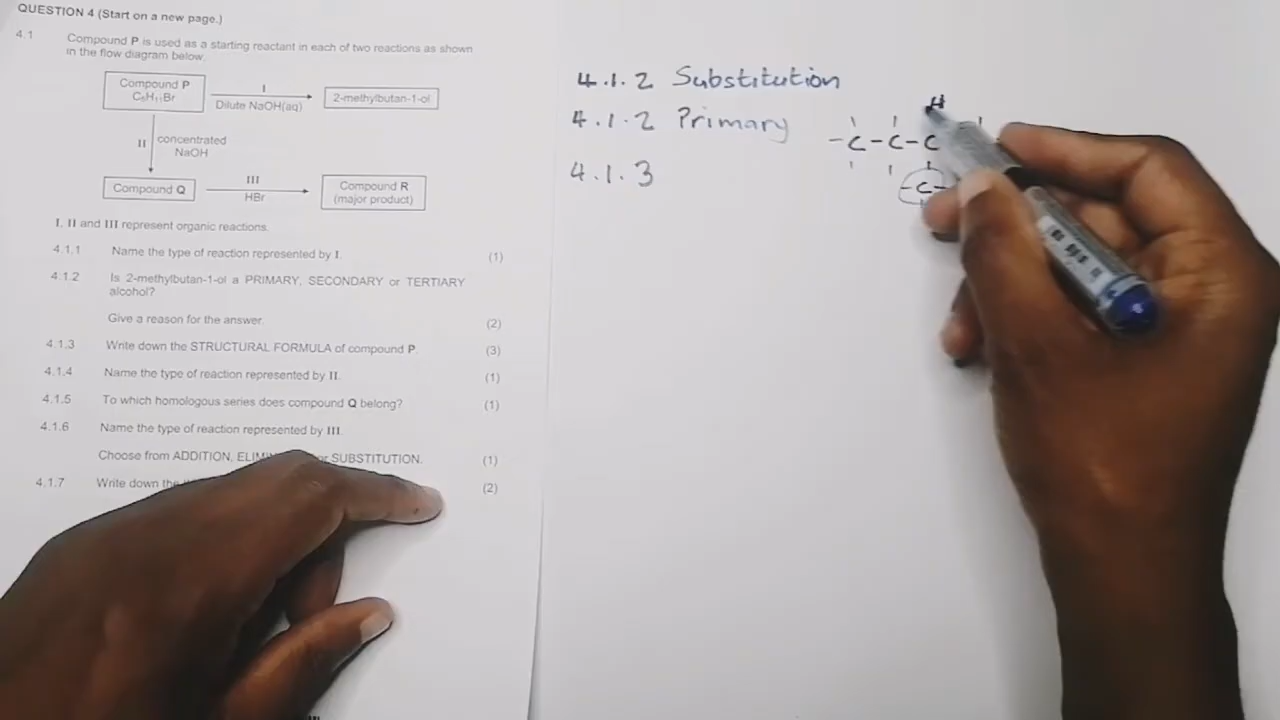 QUESTION 4 (Start on a new page.)
4.1 Compound P is used as a starting reactant in each of two reactions as shown
in the flow diagram below.
Compound P
C₅H₁₁Br
I
Dilute NaOH(aq)
2-methylbutan-1-ol
II
concentrated
NaOH
Compound Q
III
HBr
Compound R
(major product)
I, II and III represent organic reactions.
4.1.1 Name the type of reaction represented by I. (1)
4.1.2 Is 2-methylbutan-1-ol a PRIMARY, SECONDARY or TERTIARY
alcohol?
Give a reason for the answer. (2)
4.1.3 Write down the STRUCTURAL FORMULA of compound P. (3)
4.1.4 Name the type of reaction represented by II. (1)
4.1.5 To which homologous series does compound Q belong? (1)
4.1.6 Name the type of reaction represented by III.
Choose from ADDITION, SUBSTITUTION. (1)
4.1.7 Write down the (2)
4.1.2 Substitution
4.1.2 Primary
4.1.3
H
-C-C-C
-C-